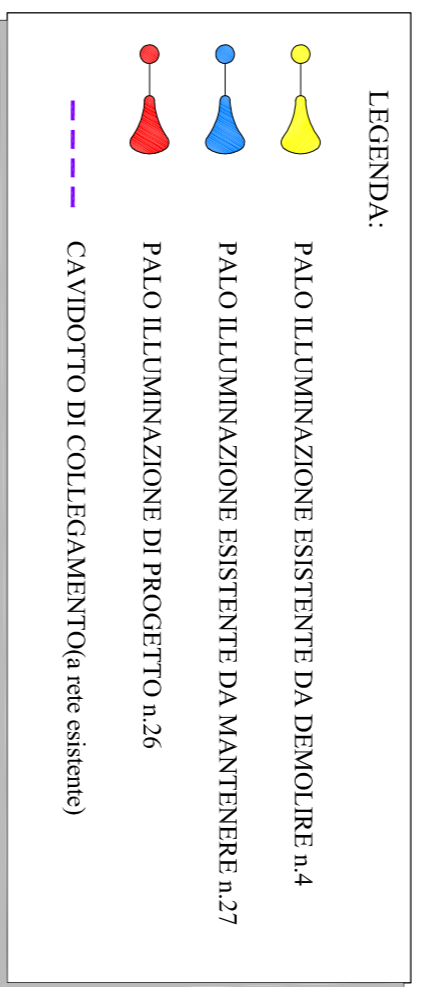 LEGENDA:
PALO ILLUMINAZIONE ESISTENTE DA DEMOLIRE n.4
PALO ILLUMINAZIONE ESISTENTE DA MANTENERE n.27
PALO ILLUMINAZIONE DI PROGETTO n.26
CAVIDOTTO DI COLLEGAMENTO(a rete esistente)